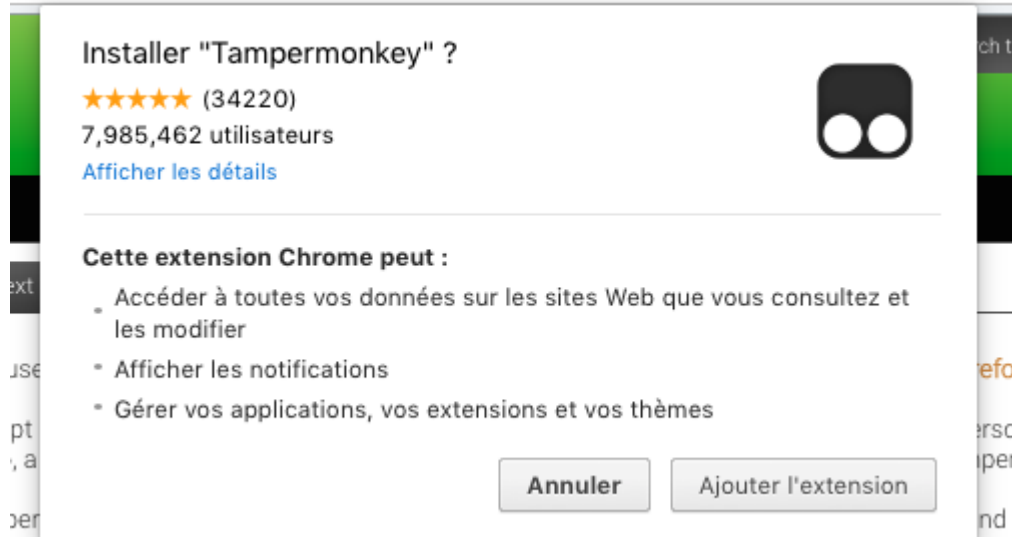 Installer "Tampermonkey" ?
(34220)
7,985,462 utilisateurs
Afficher les détails
Cette extension Chrome peut :
Accéder à toutes vos données sur les sites Web que vous consultez et
les modifier
Afficher les notifications
Gérer vos applications, vos extensions et vos thèmes
Annuler
Ajouter l'extension